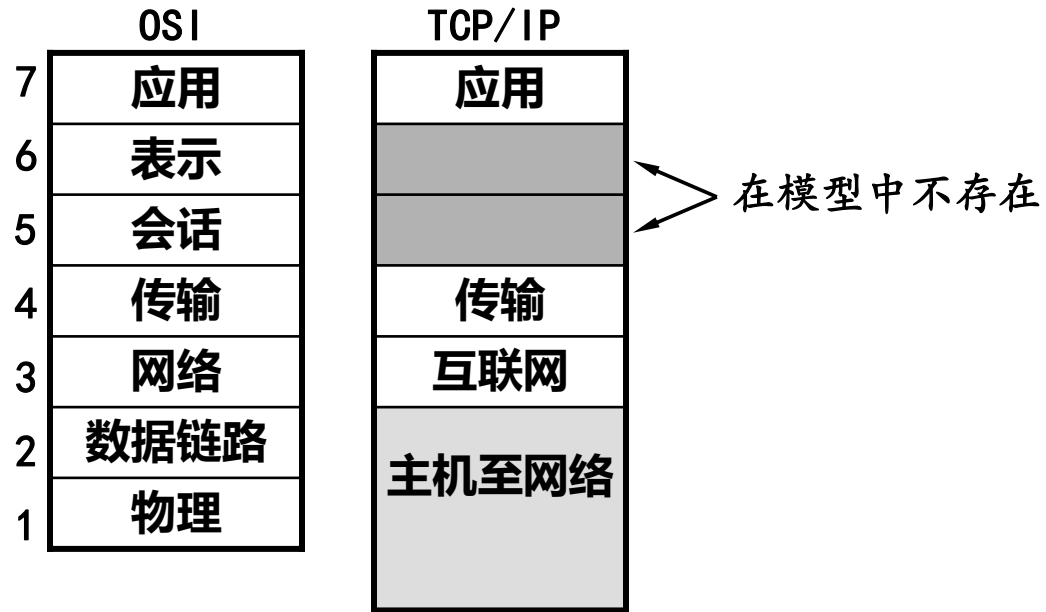 OSI TCP/IP
7 应用 应用
6 表示
在模型中不存在
5 会话
4 传输 传输
3 网络 互联网
2 数据链路
主机至网络
1 物理